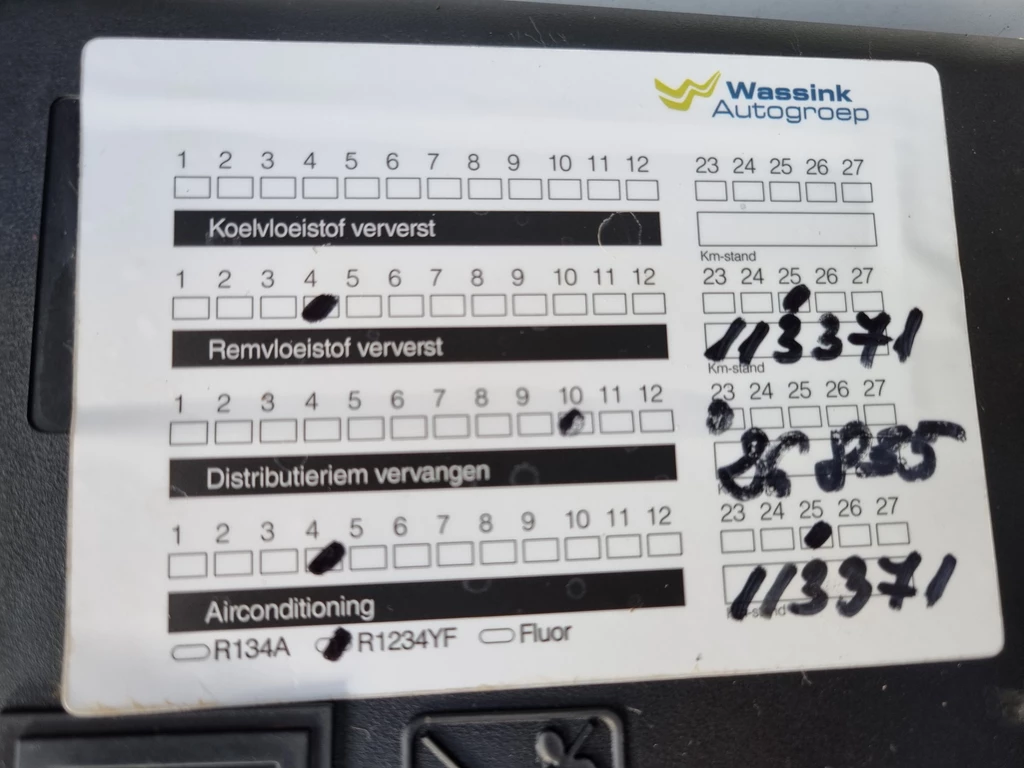 Wassink
Autogroep
1 2 3 4 5 6 7 8 9 10 11 12 23 24 25 26 27
Koelvloeistof ververst
Km-stand
1 2 3 4 5 6 7 8 9 10 11 12 23 24 25 26 27
Remvloeistof ververst 113371
Km-stand
1 2 3 4 5 6 7 8 9 10 11 12 23 24 25 26 27
Distributieriem vervangen
1 2 3 4 5 6 7 8 9 10 11 12 23 24 25 26 27
Airconditioning 113371
R134A R1234YF Fluor